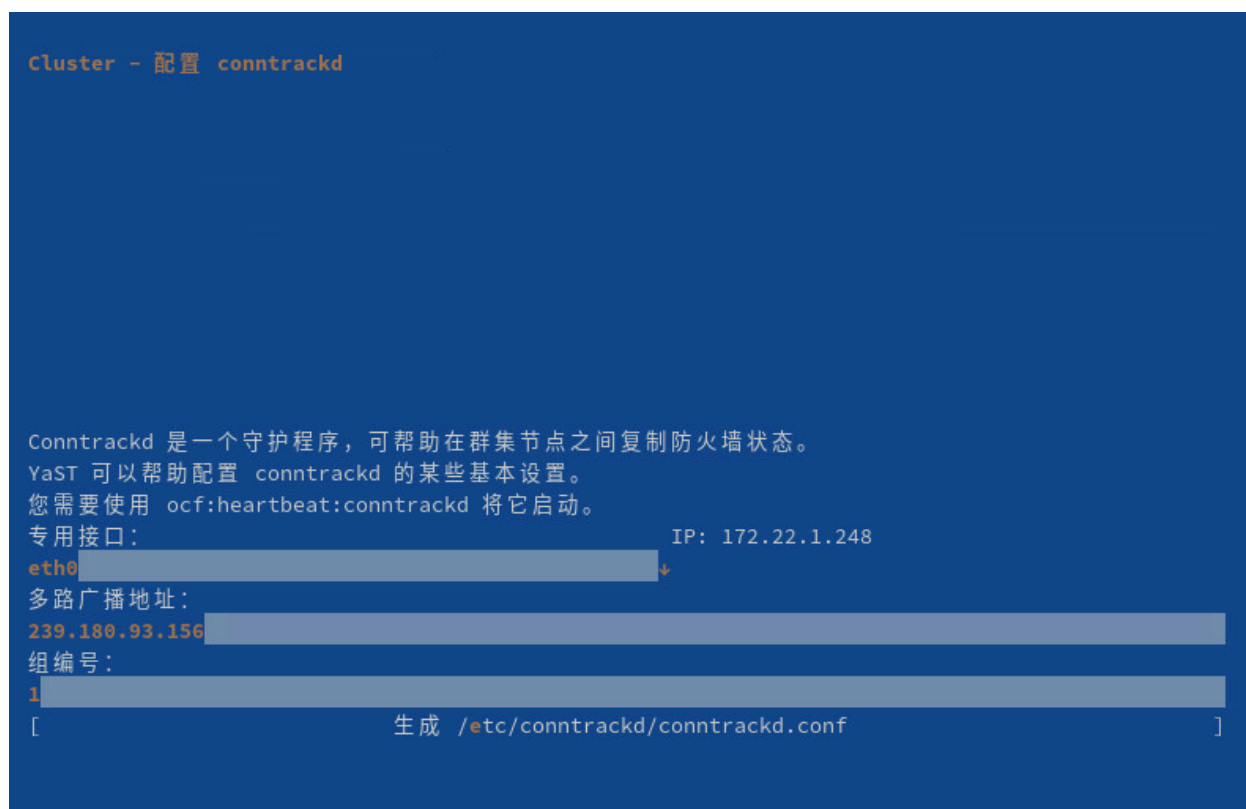 Cluster - 配置 conntrackd
Conntrackd 是一个守护程序，可帮助在群集节点之间复制防火墙状态。
YaST 可以帮助配置 conntrackd 的某些基本设置。
您需要使用 ocf:heartbeat:conntrackd 将它启动。
专用接口： IP: 172.22.1.248
eth0 ↓
多路广播地址：
239.180.93.156
组编号：
1
[ 生成 /etc/conntrackd/conntrackd.conf ]